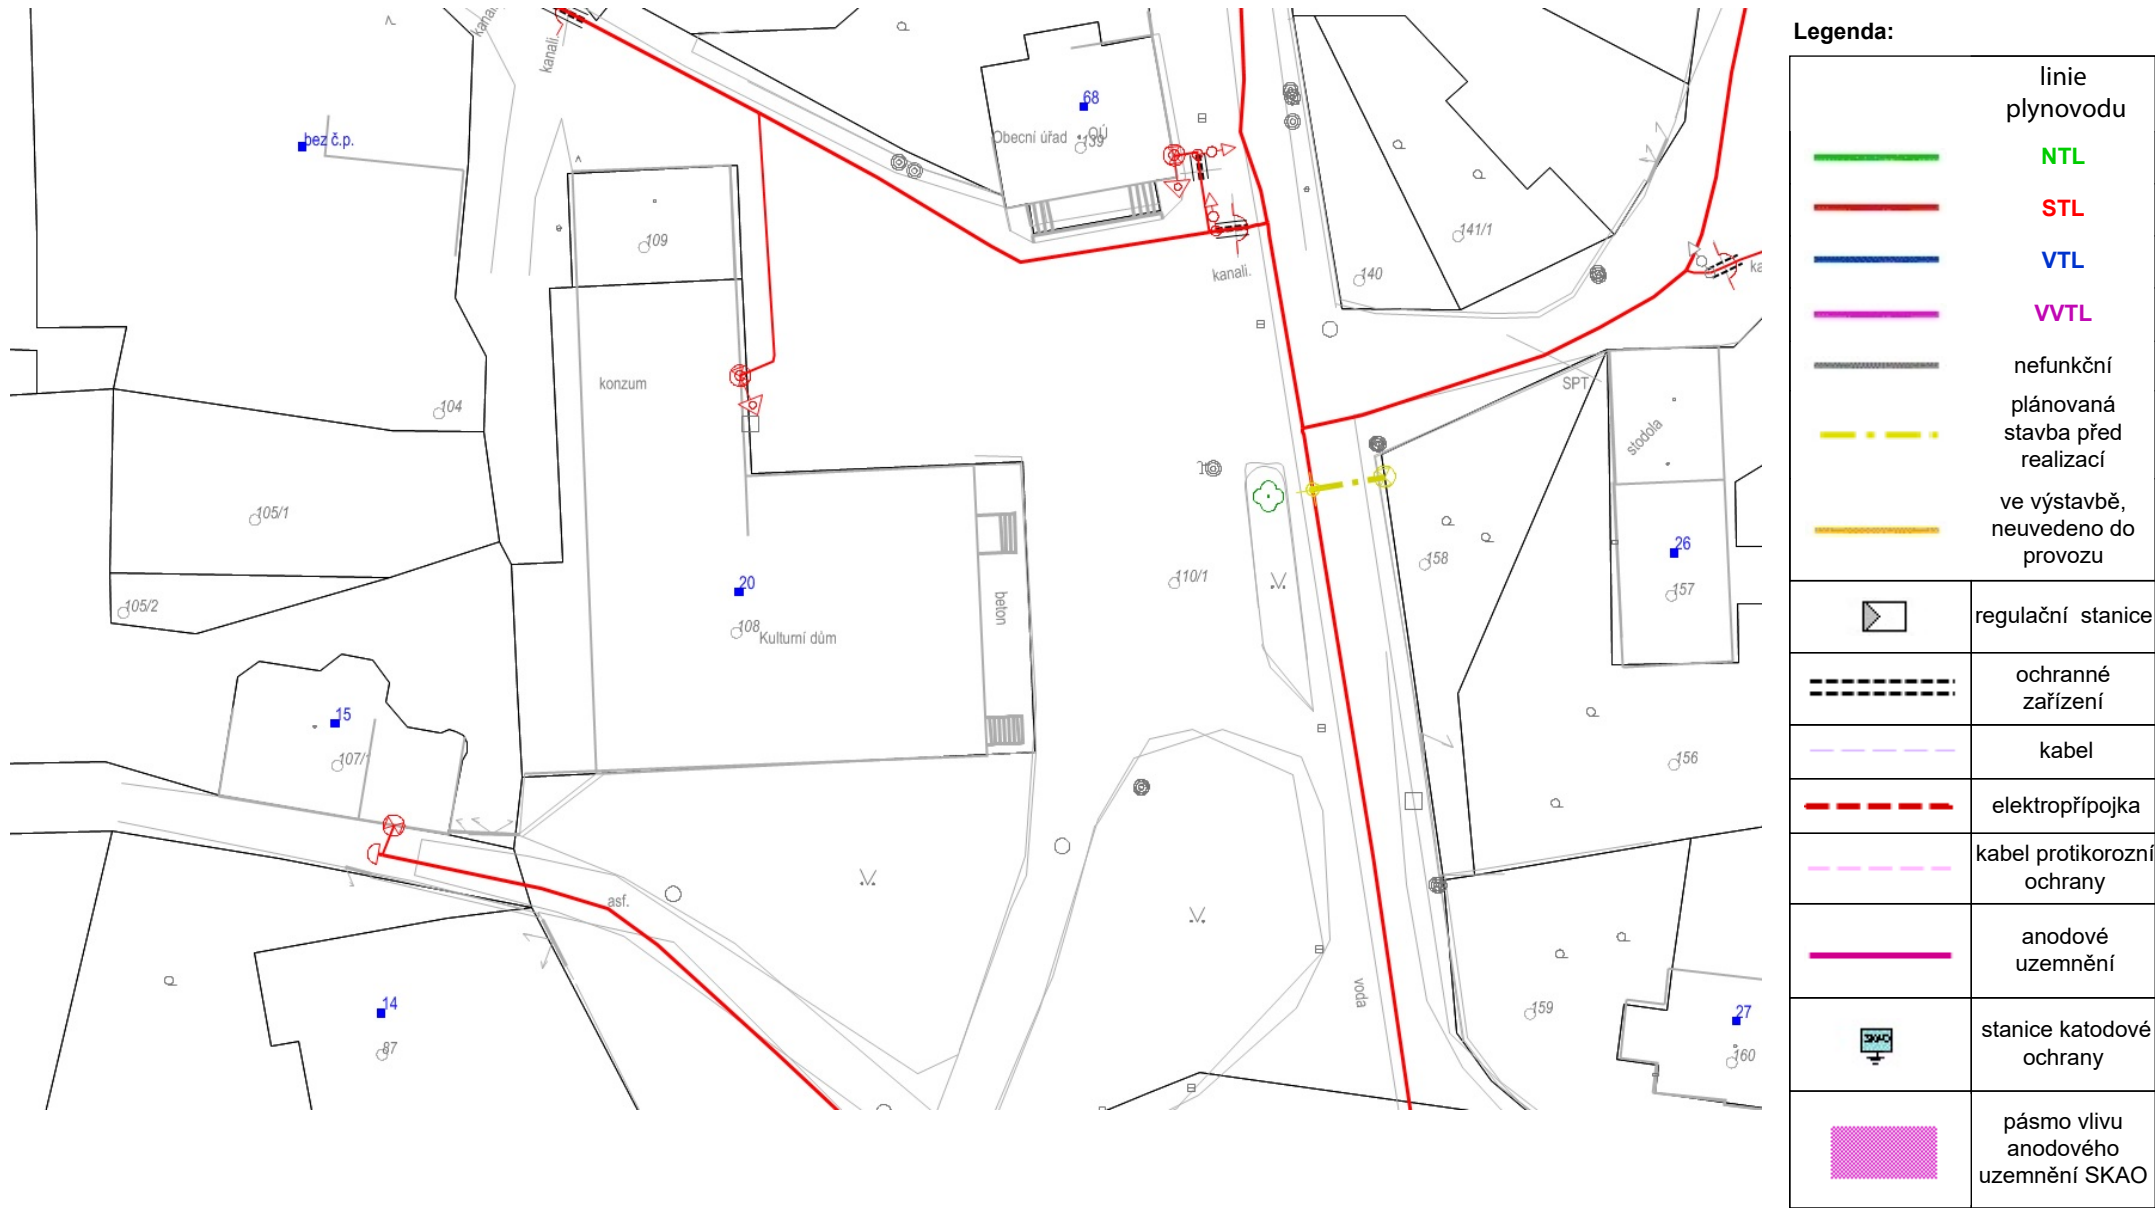 kanali.
kanali.
68
Obecní úřad
OÚ
139
bez č.p.
109
141/1
140
kanali.
konzum
104
SPT
stodola
105/1
158
26
157
110/1
105/2
20
108
Kulturní dům
beton
15
107/1
156
asf.
voda
159
14
87
27
160
Legenda:
linie
plynovodu
NTL
STL
VTL
VVTL
nefunkční
plánovaná
stavba před
realizací
ve výstavbě,
neuvedeno do
provozu
regulační stanice
ochranné
zařízení
kabel
elektropřípojka
kabel protikorozní
ochrany
anodové
uzemnění
SKAO
stanice katodové
ochrany
pásmo vlivu
anodového
uzemnění SKAO